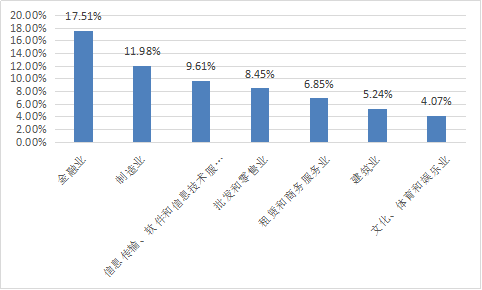 20.00%
18.00%
16.00%
14.00%
12.00%
10.00%
8.00%
6.00%
4.00%
2.00%
0.00%
17.51%
11.98%
9.61%
8.45%
6.85%
5.24%
4.07%
金融业
制造业
信息传输、软件和信息技术服…
批发和零售业
租赁和商务服务业
建筑业
文化、体育和娱乐业